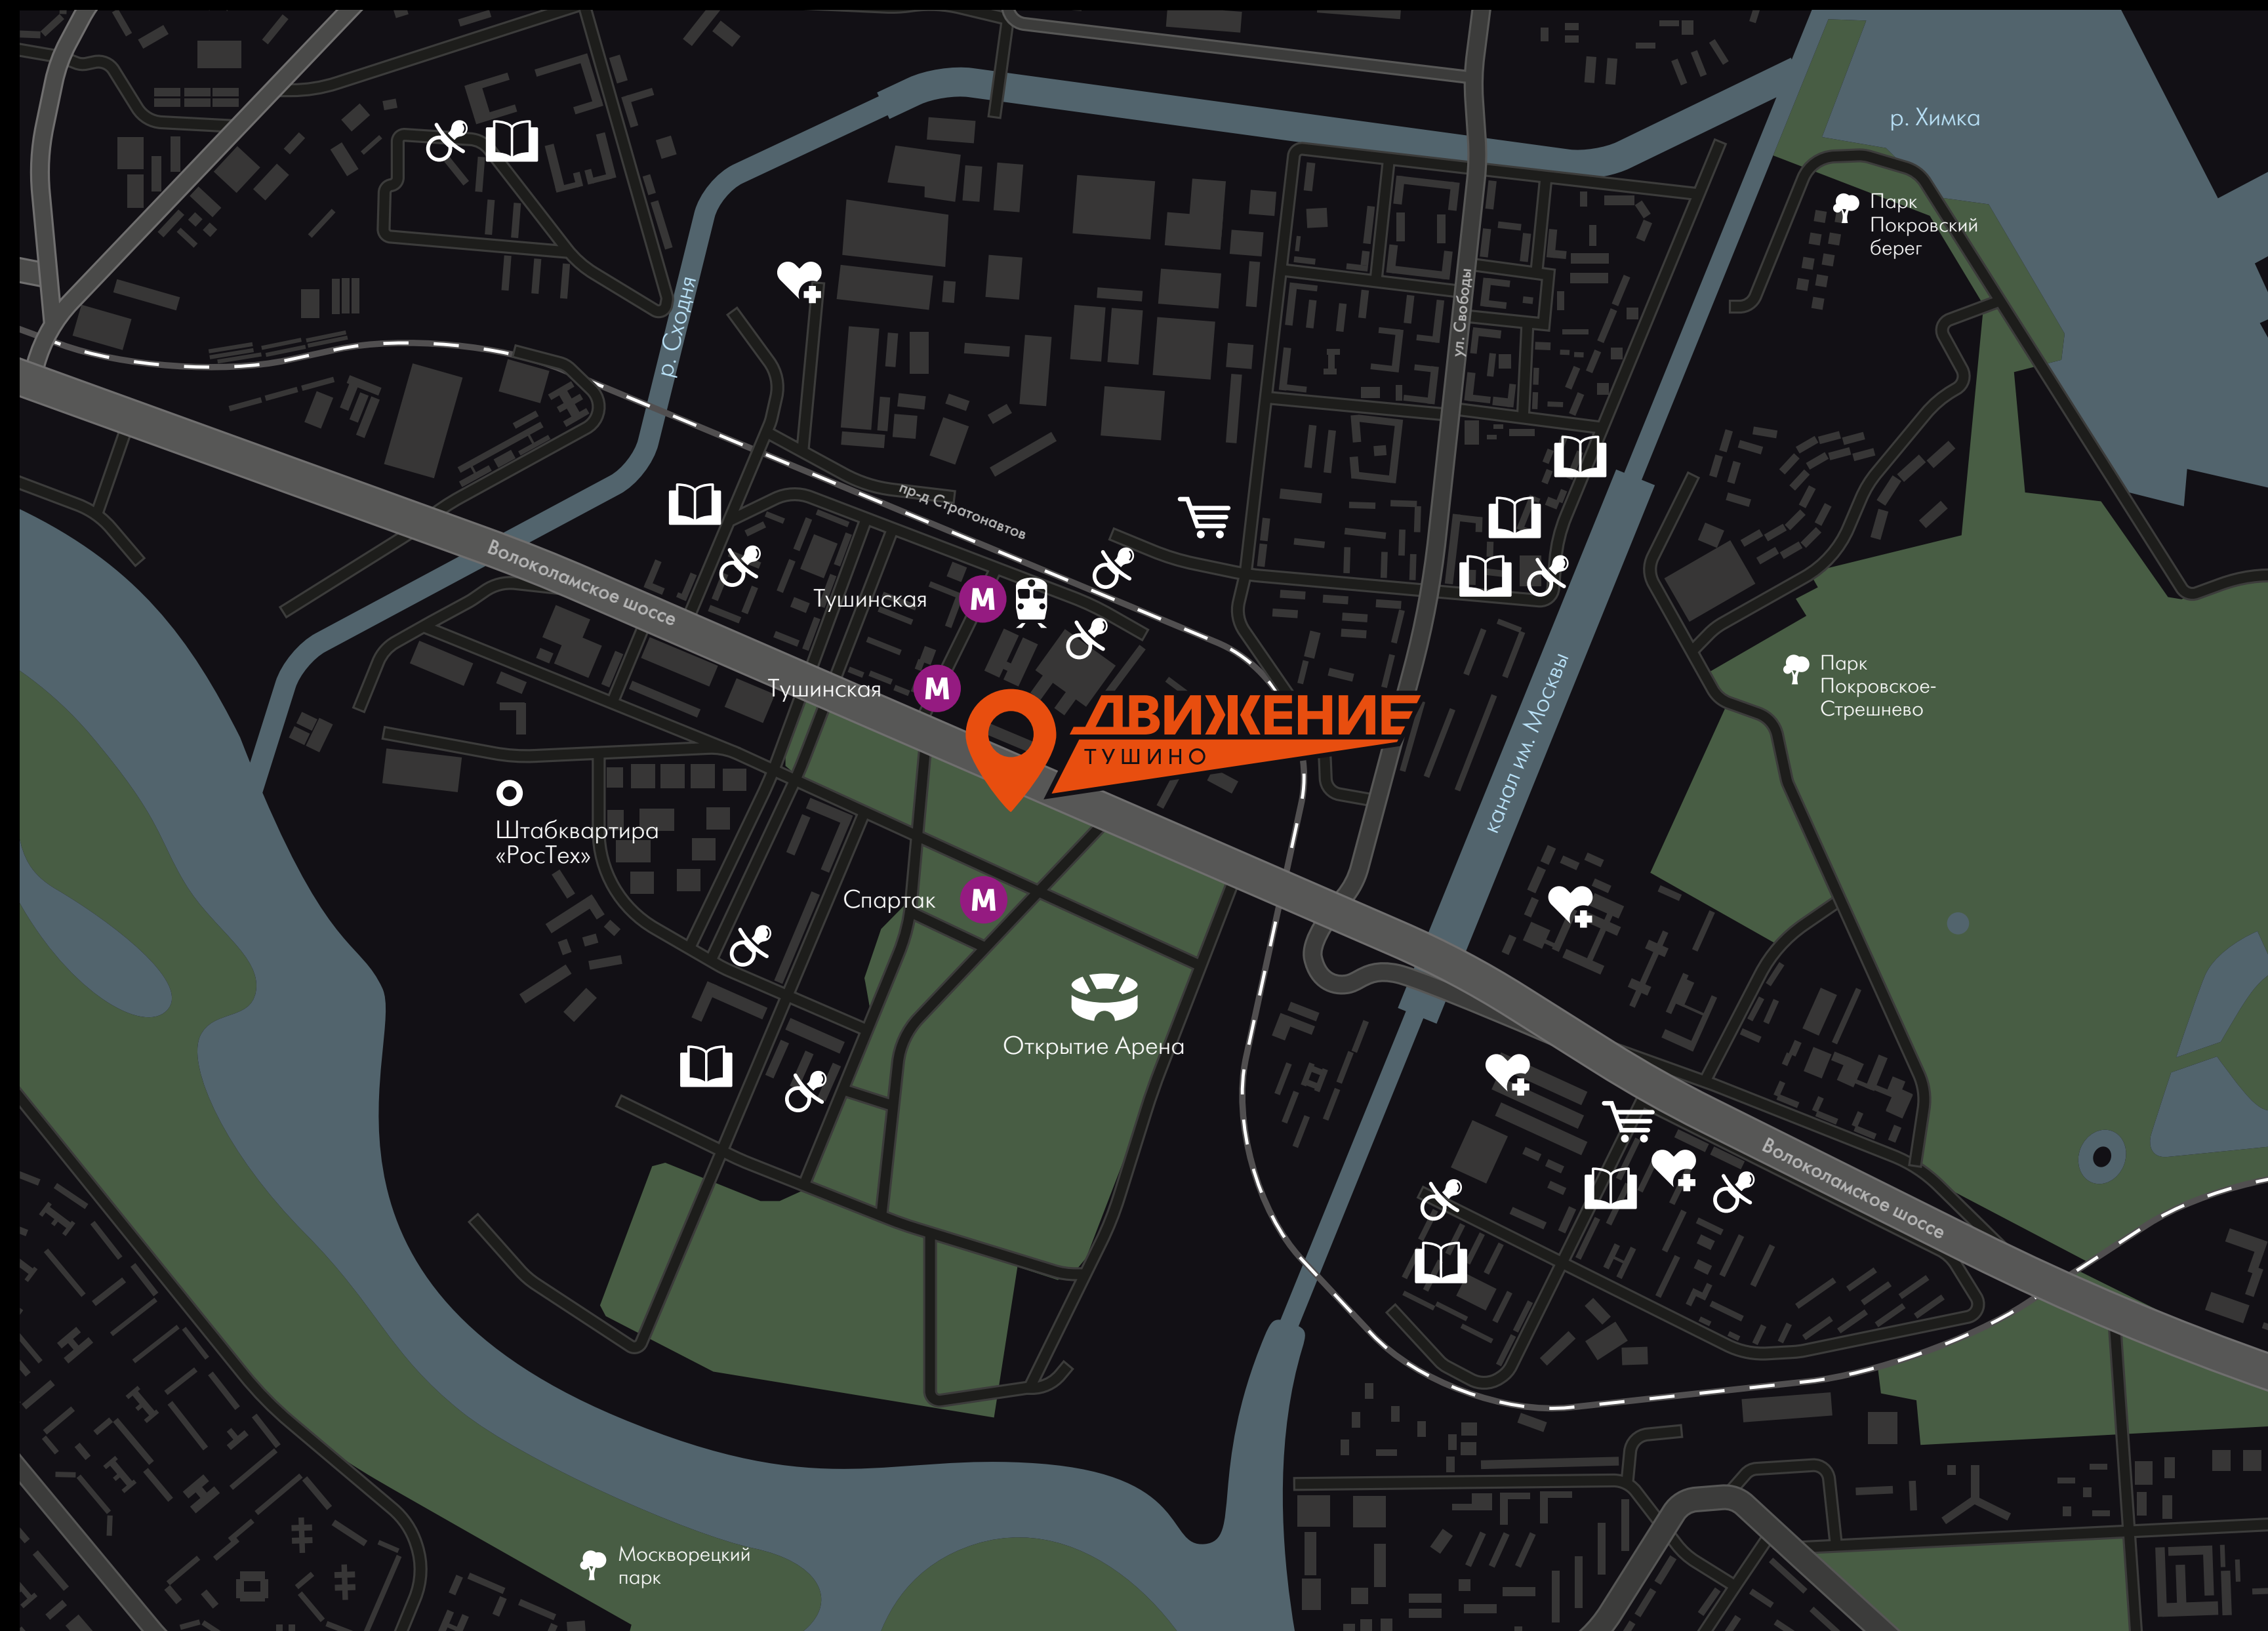 р. Химка
Парк
Покровский
берег
р. Сходня
ул. Свободы
пр-д Стратонавтов
Волоколамское шоссе
Тушинская
М
Тушинская
М
ДВИЖЕНИЕ
ТУШИНО
Парк
Покровское-
Стрешнево
канал им. Москвы
Штабквартира
«РосТех»
Спартак
М
Открытие Арена
Волоколамское шоссе
Москворецкий
парк